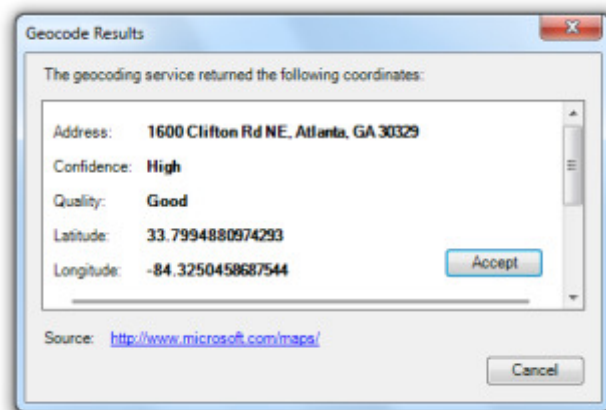 Geocode Results
The geocoding service returned the following coordinates:
Address: 1600 Clifton Rd NE, Atlanta, GA 30329
Confidence: High
Quality: Good
Latitude: 33.7994880974293
Longitude: -84.3250458687544
Accept
Source: http://www.microsoft.com/maps/
Cancel